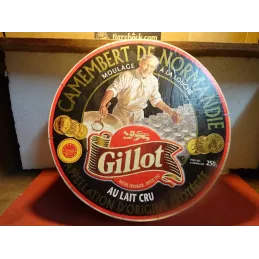 CAMEMBERT DE NORMANDIE
MOULAGE A LA LOUCHE
Gillot
AU LAIT CRU
250g
APPELLATION D'ORIGINE PROTÉGÉE